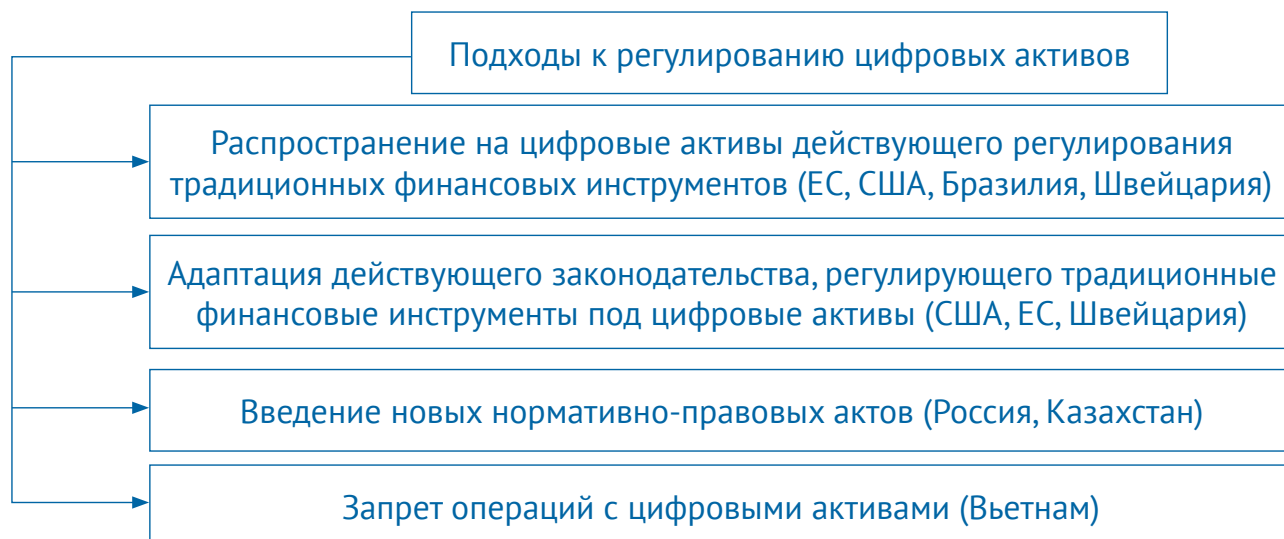 Подходы к регулированию цифровых активов
Распространение на цифровые активы действующего регулирования
традиционных финансовых инструментов (ЕС, США, Бразилия, Швейцария)
Адаптация действующего законодательства, регулирующего традиционные
финансовые инструменты под цифровые активы (США, ЕС, Швейцария)
Введение новых нормативно-правовых актов (Россия, Казахстан)
Запрет операций с цифровыми активами (Вьетнам)